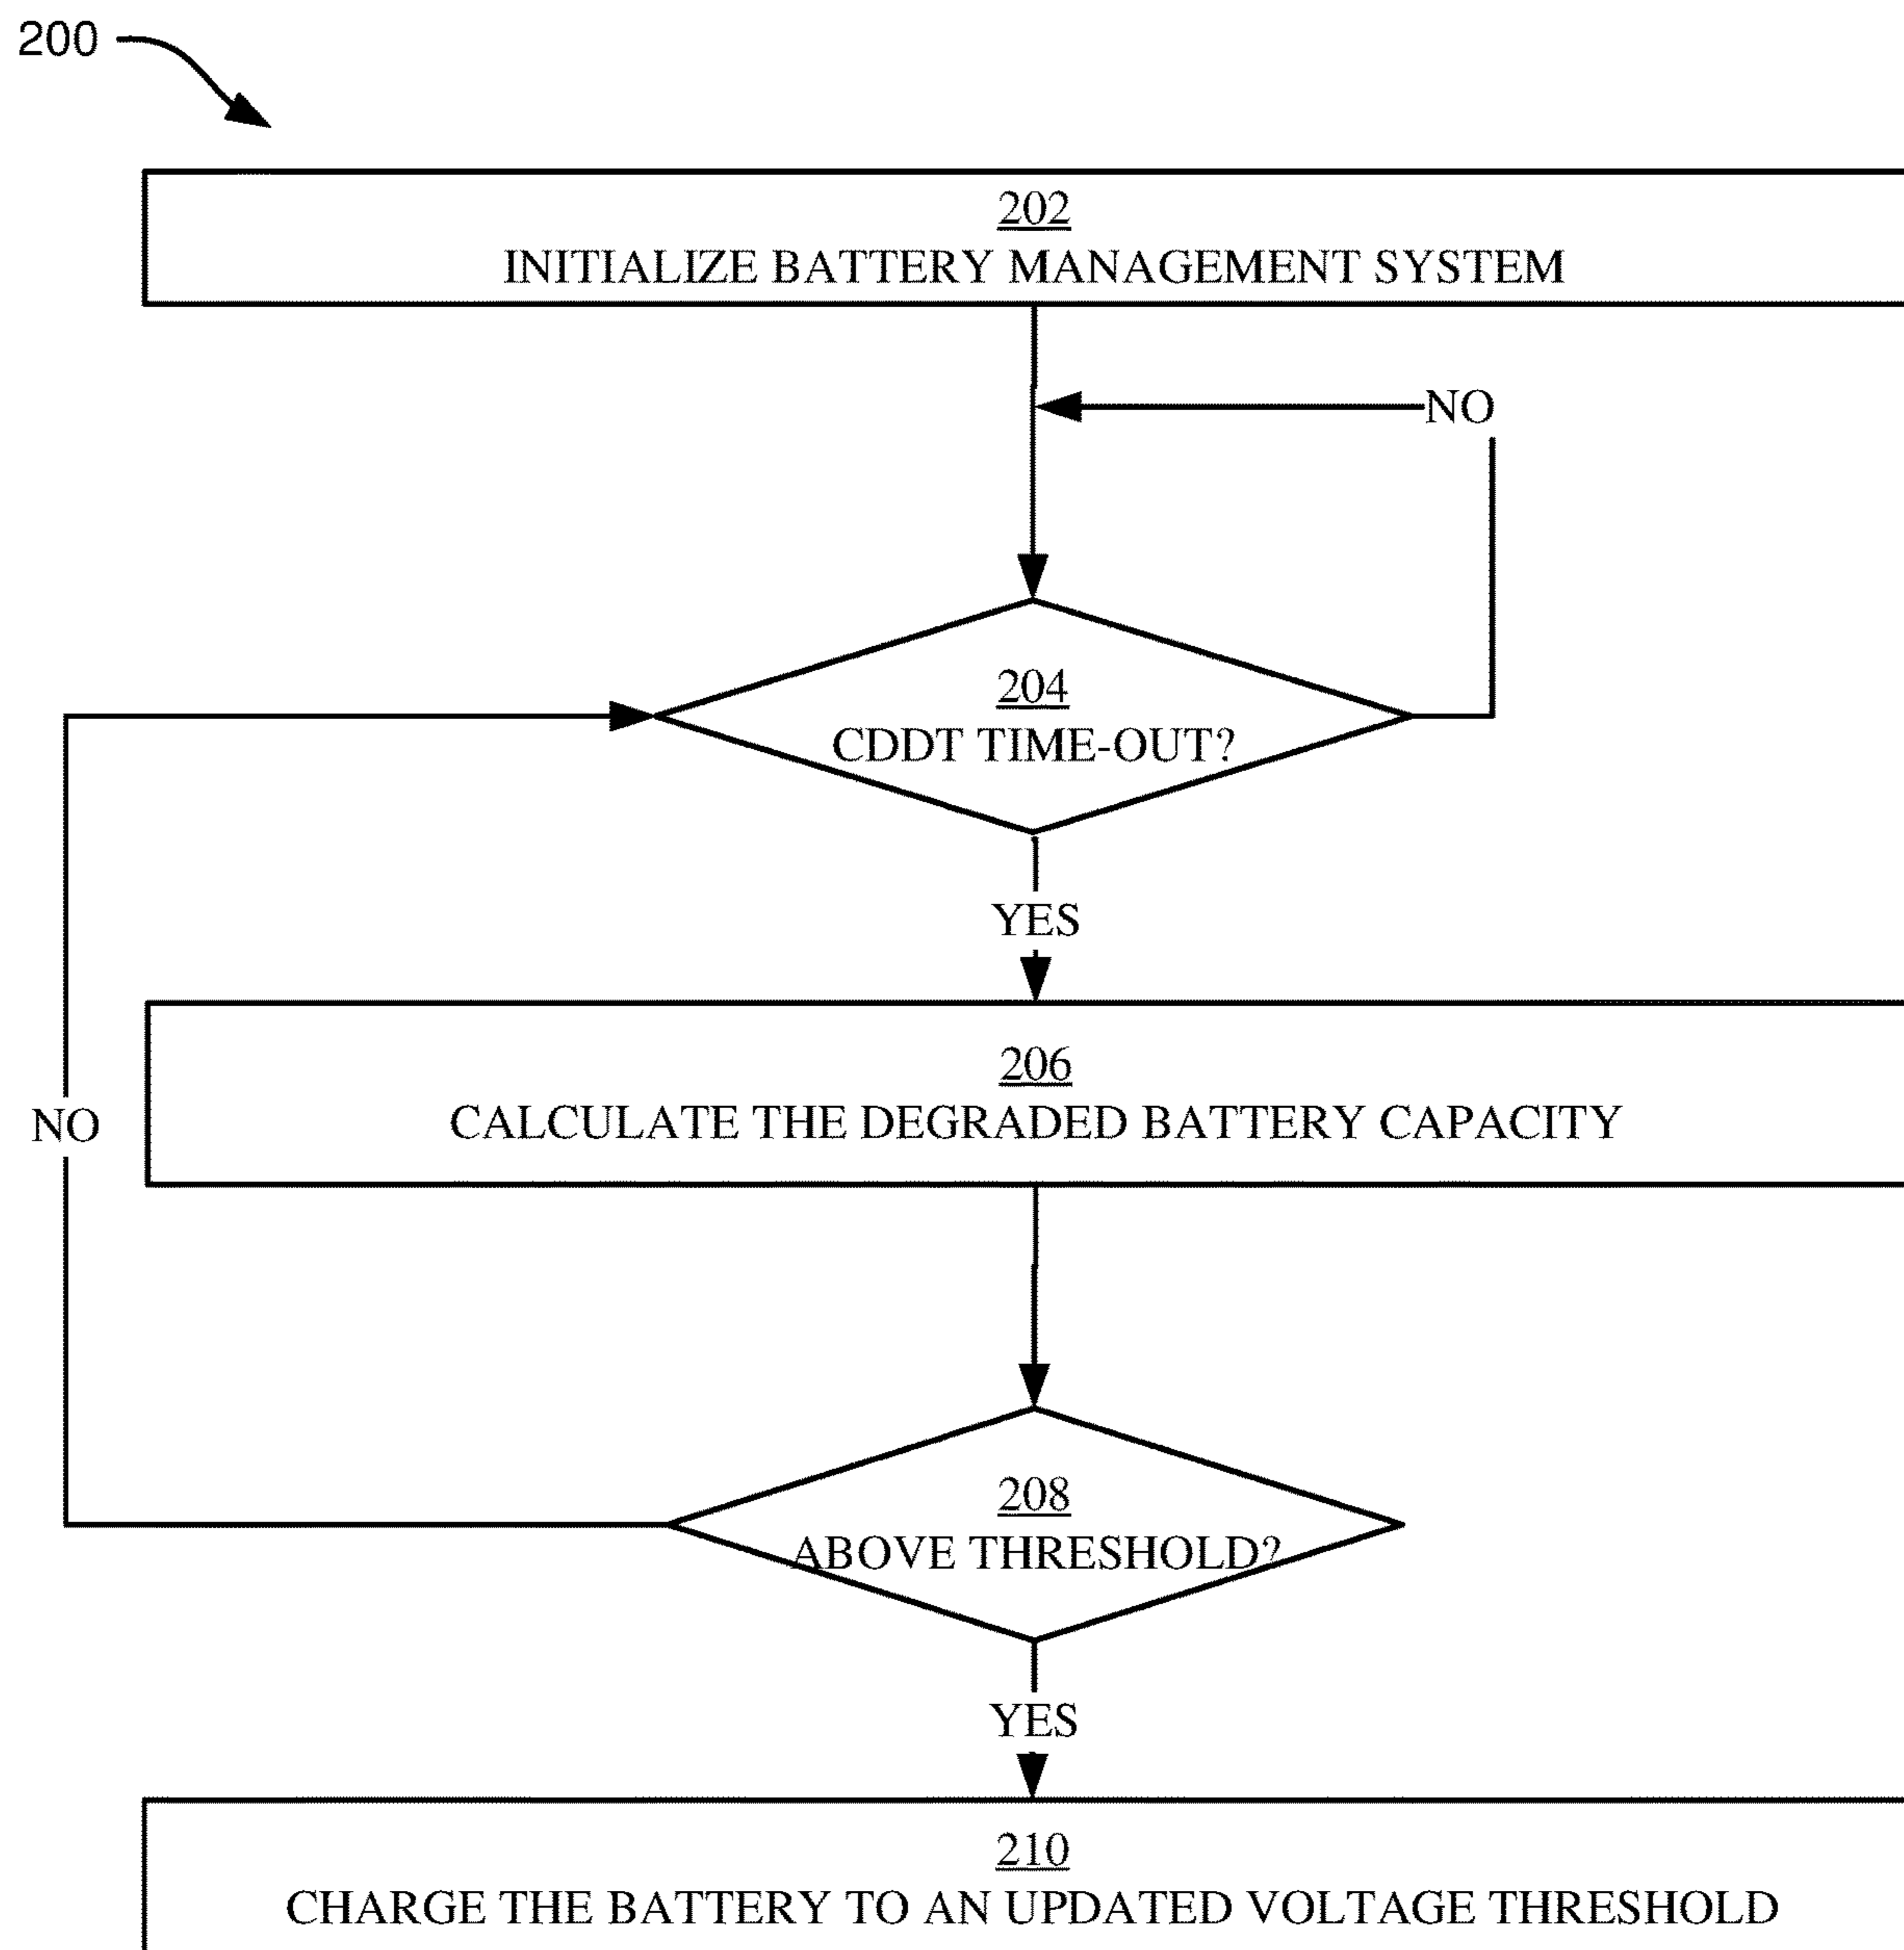 200
202
INITIALIZE BATTERY MANAGEMENT SYSTEM
NO
204
CDDT TIME-OUT?
YES
206
CALCULATE THE DEGRADED BATTERY CAPACITY
NO
208
ABOVE THRESHOLD?
YES
210
CHARGE THE BATTERY TO AN UPDATED VOLTAGE THRESHOLD